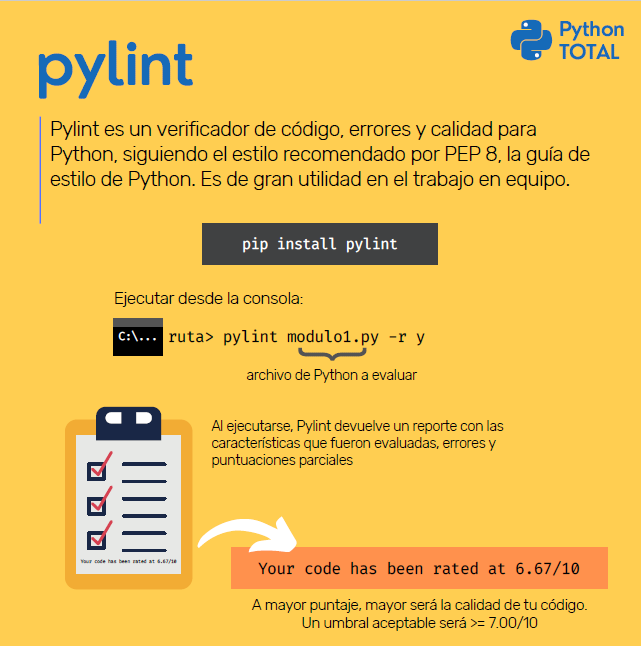 Python
TOTAL
pylint
Pylint es un verificador de código, errores y calidad para
Python, siguiendo el estilo recomendado por PEP 8, la guía de
estilo de Python. Es de gran utilidad en el trabajo en equipo.
pip install pylint
Ejecutar desde la consola:
C:\... ruta> pylint modulo1.py -r y
archivo de Python a evaluar
Al ejecutarse, Pylint devuelve un reporte con las
características que fueron evaluadas, errores y
puntuaciones parciales
Your code has been rated at 6.67/10
Your code has been rated at 6.67/10
A mayor puntaje, mayor será la calidad de tu código.
Un umbral aceptable será >= 7.00/10